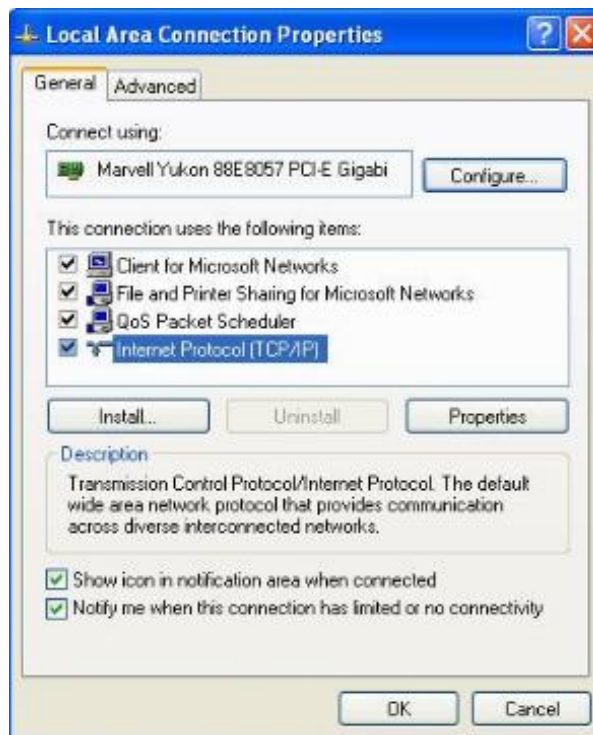 Local Area Connection Properties
General
Advanced
Connect using:
Marvell Yukon 88E8057 PCI-E Gigabi
Configure...
This connection uses the following items:
Client for Microsoft Networks
File and Printer Sharing for Microsoft Networks
QoS Packet Scheduler
Internet Protocol (TCP/IP)
Install...
Uninstall
Properties
Description
Transmission Control Protocol/Internet Protocol. The default
wide area network protocol that provides communication
across diverse interconnected networks.
Show icon in notification area when connected
Notify me when this connection has limited or no connectivity
OK
Cancel